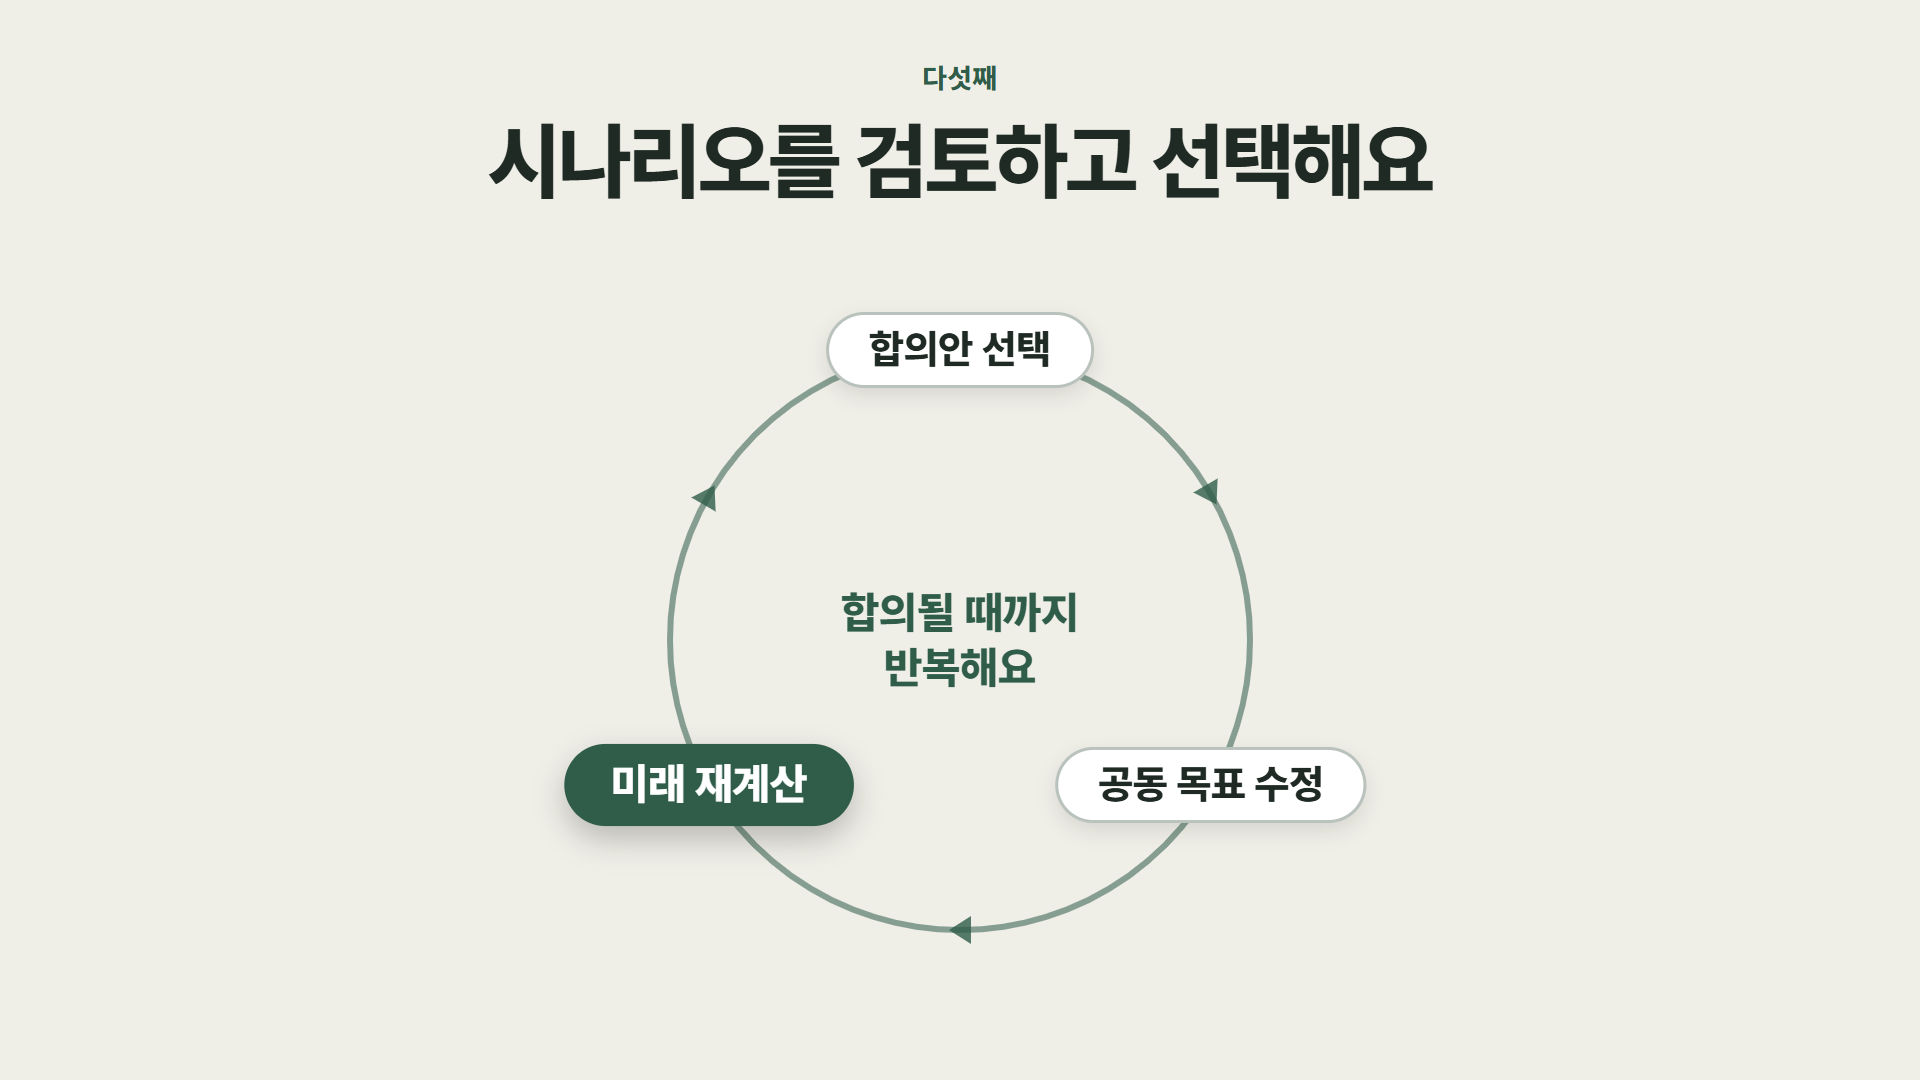 다섯째
시나리오를 검토하고 선택해요
합의안 선택
합의될 때까지
반복해요
미래 재계산
공동 목표 수정